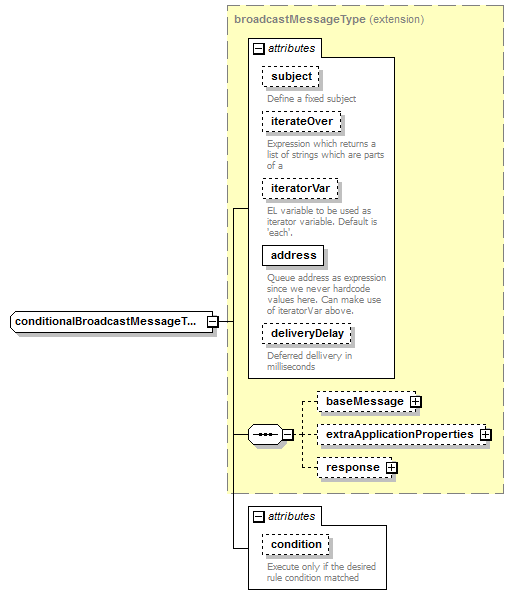 broadcastMessageType (extension)
attributes
subject
Define a fixed subject
iterateOver
Expression which returns a
list of strings which are parts
of a
iteratorVar
EL variable to be used as
iterator variable. Default is
'each'.
address
Queue address as expression
since we never hardcode
values here. Can make use
of iteratorVar above.
deliveryDelay
Deferred dellivery in
milliseconds
conditionalBroadcastMessageT...
baseMessage
extraApplicationProperties
response
attributes
condition
Execute only if the desired
rule condition matched